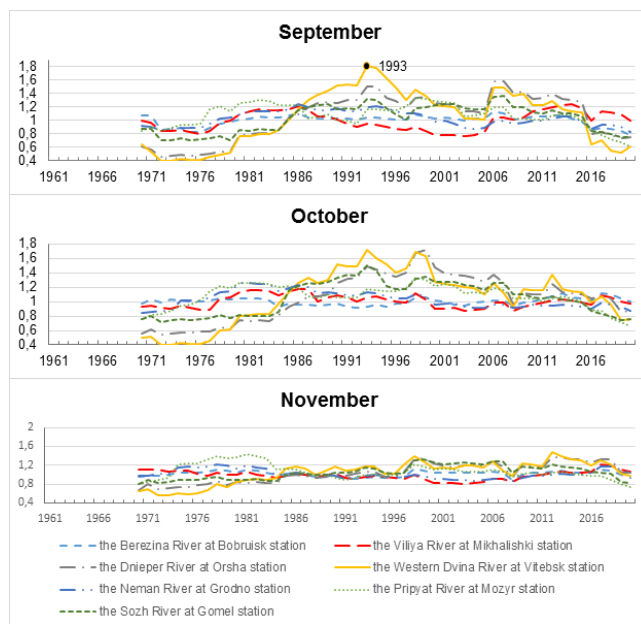 September
1,8
1993
1,6
1,4
1,2
1
0,8
0,6
0,4
1961 1966 1971 1976 1981 1986 1991 1996 2001 2006 2011 2016
October
1,8
1,6
1,4
1,2
1
0,8
0,6
0,4
1961 1966 1971 1976 1981 1986 1991 1996 2001 2006 2011 2016
November
2
1,6
1,2
0,8
0,4
1961 1966 1971 1976 1981 1986 1991 1996 2001 2006 2011 2016
the Berezina River at Bobruisk station the Viliya River at Mikhalishki station
the Dnieper River at Orsha station the Western Dvina River at Vitebsk station
the Neman River at Grodno station the Pripyat River at Mozyr station
the Sozh River at Gomel station